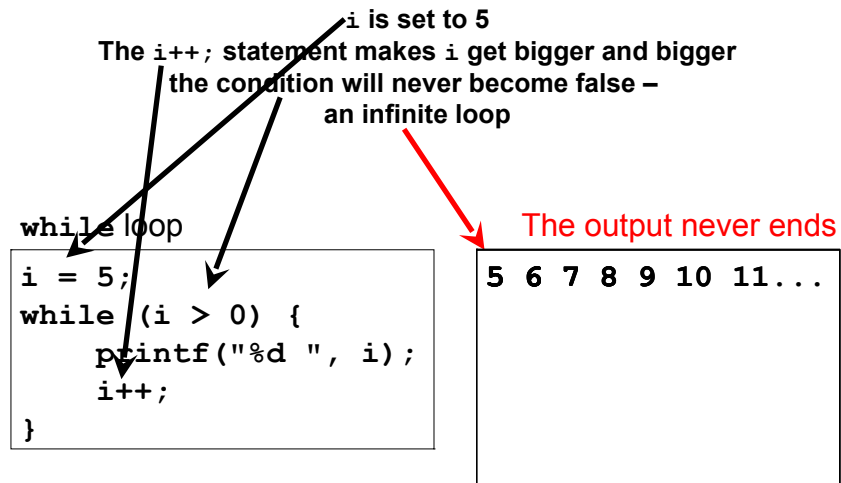 i is set to 5
The i++; statement makes i get bigger and bigger
the condition will never become false –
an infinite loop
while loop
i = 5;
while (i > 0) {
    printf("%d ", i);
    i++;
}
The output never ends
5 6 7 8 9 10 11...